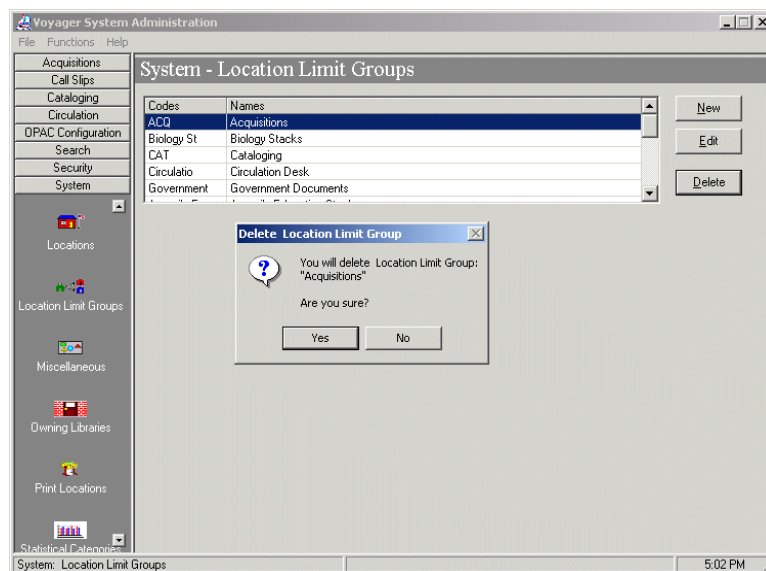 Voyager System Administration
File Functions Help
Acquisitions
Call Slips
Cataloging
Circulation
OPAC Configuration
Search
Security
System
Locations
Location Limit Groups
Miscellaneous
Owning Libraries
Print Locations
Statistical Categories
System - Location Limit Groups
Codes Names
ACQ Acquisitions
Biology St Biology Stacks
CAT Cataloging
Circulatio Circulation Desk
Government Government Documents
New
Edit
Delete
Delete Location Limit Group
You will delete Location Limit Group:
"Acquisitions"
Are you sure?
Yes No
System: Location Limit Groups
5:02 PM